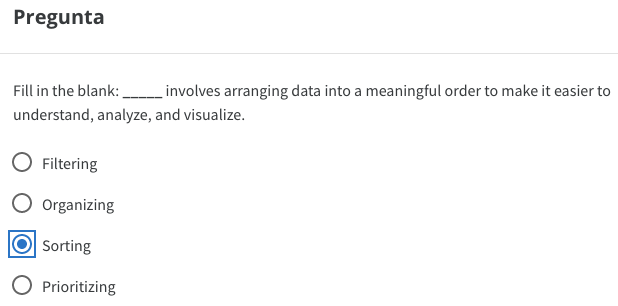 Pregunta
Fill in the blank: _____ involves arranging data into a meaningful order to make it easier to
understand, analyze, and visualize.
Filtering
Organizing
Sorting
Prioritizing